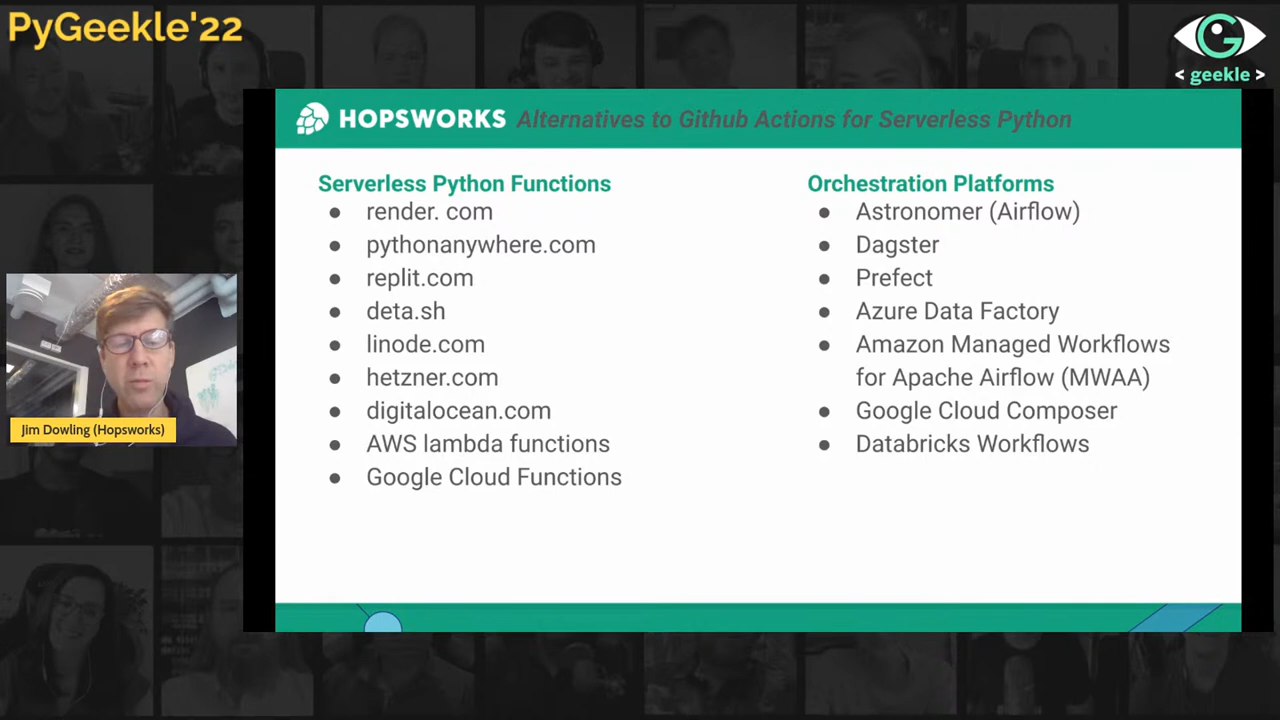 PyGeekle'22
< geekle >
HOPSWORKS Alternatives to Github Actions for Serverless Python
Serverless Python Functions
● render. com
● pythonanywhere.com
● replit.com
● deta.sh
● linode.com
● hetzner.com
● digitalocean.com
● AWS lambda functions
● Google Cloud Functions
Orchestration Platforms
● Astronomer (Airflow)
● Dagster
● Prefect
● Azure Data Factory
● Amazon Managed Workflows
for Apache Airflow (MWAA)
● Google Cloud Composer
● Databricks Workflows
Jim Dowling (Hopsworks)